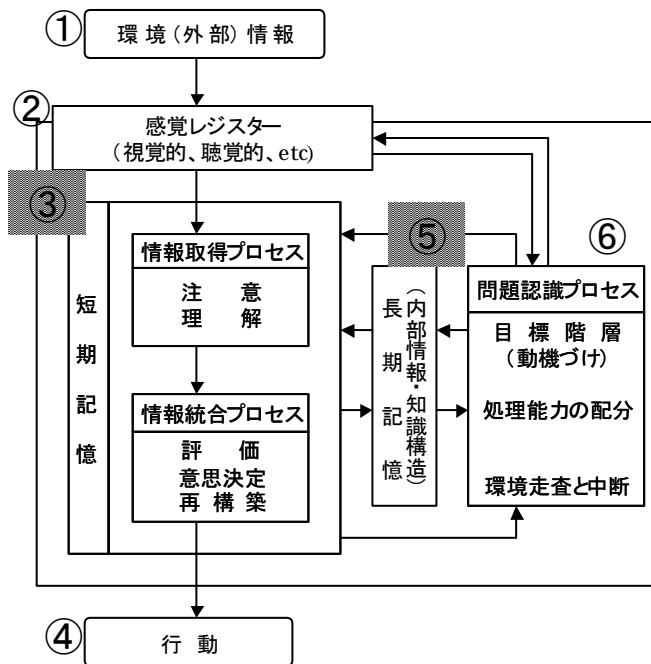 ①
環境(外部)情報
②
感覚レジスター
(視覚的、聴覚的、etc)
③
短期記憶
情報取得プロセス
注意
理解
情報統合プロセス
評価
意思決定
再構築
⑤
長期記憶
(内部情報・知識構造)
⑥
問題認識プロセス
目標階層
(動機づけ)
処理能力の配分
環境走査と中断
④
行動